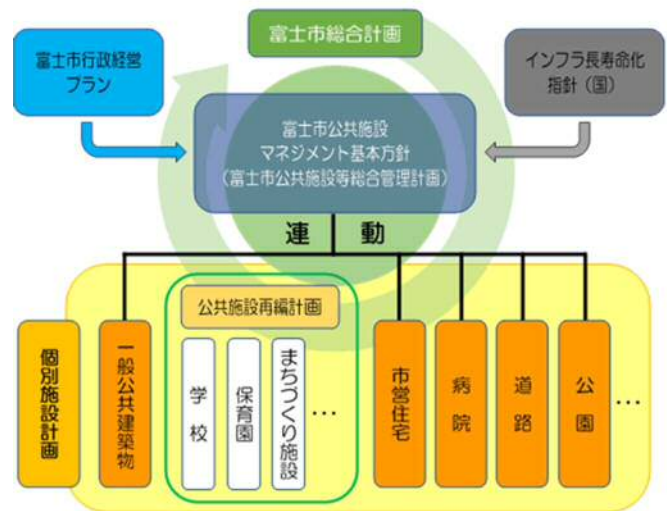 富士市総合計画
富士市行政経営
プラン
インフラ長寿命化
指針（国）
富士市公共施設
マネジメント基本方針
（富士市公共施設等総合管理計画）
連動
個別施設計画
一般公共建築物
公共施設再編計画
学校
保育園
まちづくり施設
…
市営住宅
病院
道路
公園
…